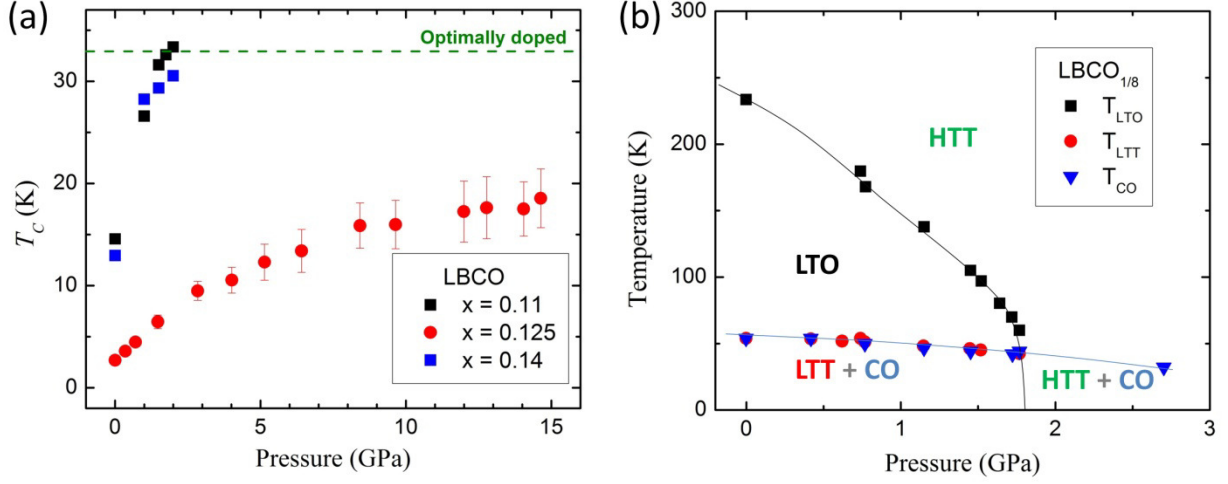 (a)
Optimally doped
30
20
10
0
T_C (K)
LBCO
x = 0.11
x = 0.125
x = 0.14
0 5 10 15
Pressure (GPa)
(b)
300
200
100
0
Temperature (K)
LBCO_1/8
T_LTO
T_LTT
T_CO
HTT
LTO
LTT + CO
HTT + CO
0 1 2 3
Pressure (GPa)